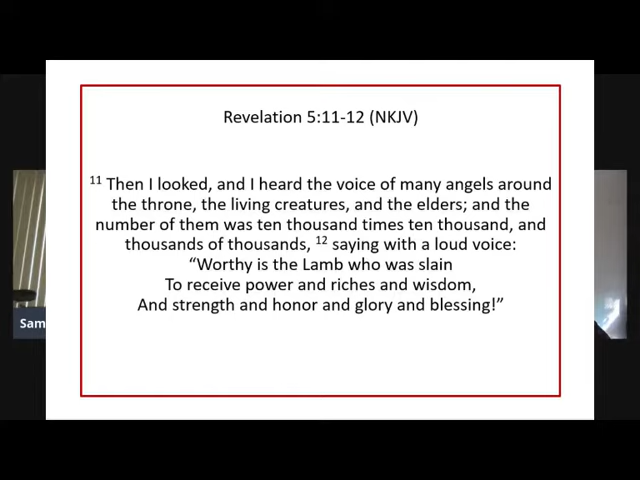 Revelation 5:11-12 (NKJV)
11 Then I looked, and I heard the voice of many angels around
the throne, the living creatures, and the elders; and the
number of them was ten thousand times ten thousand, and
thousands of thousands, 12 saying with a loud voice:
“Worthy is the Lamb who was slain
To receive power and riches and wisdom,
And strength and honor and glory and blessing!”
Sam